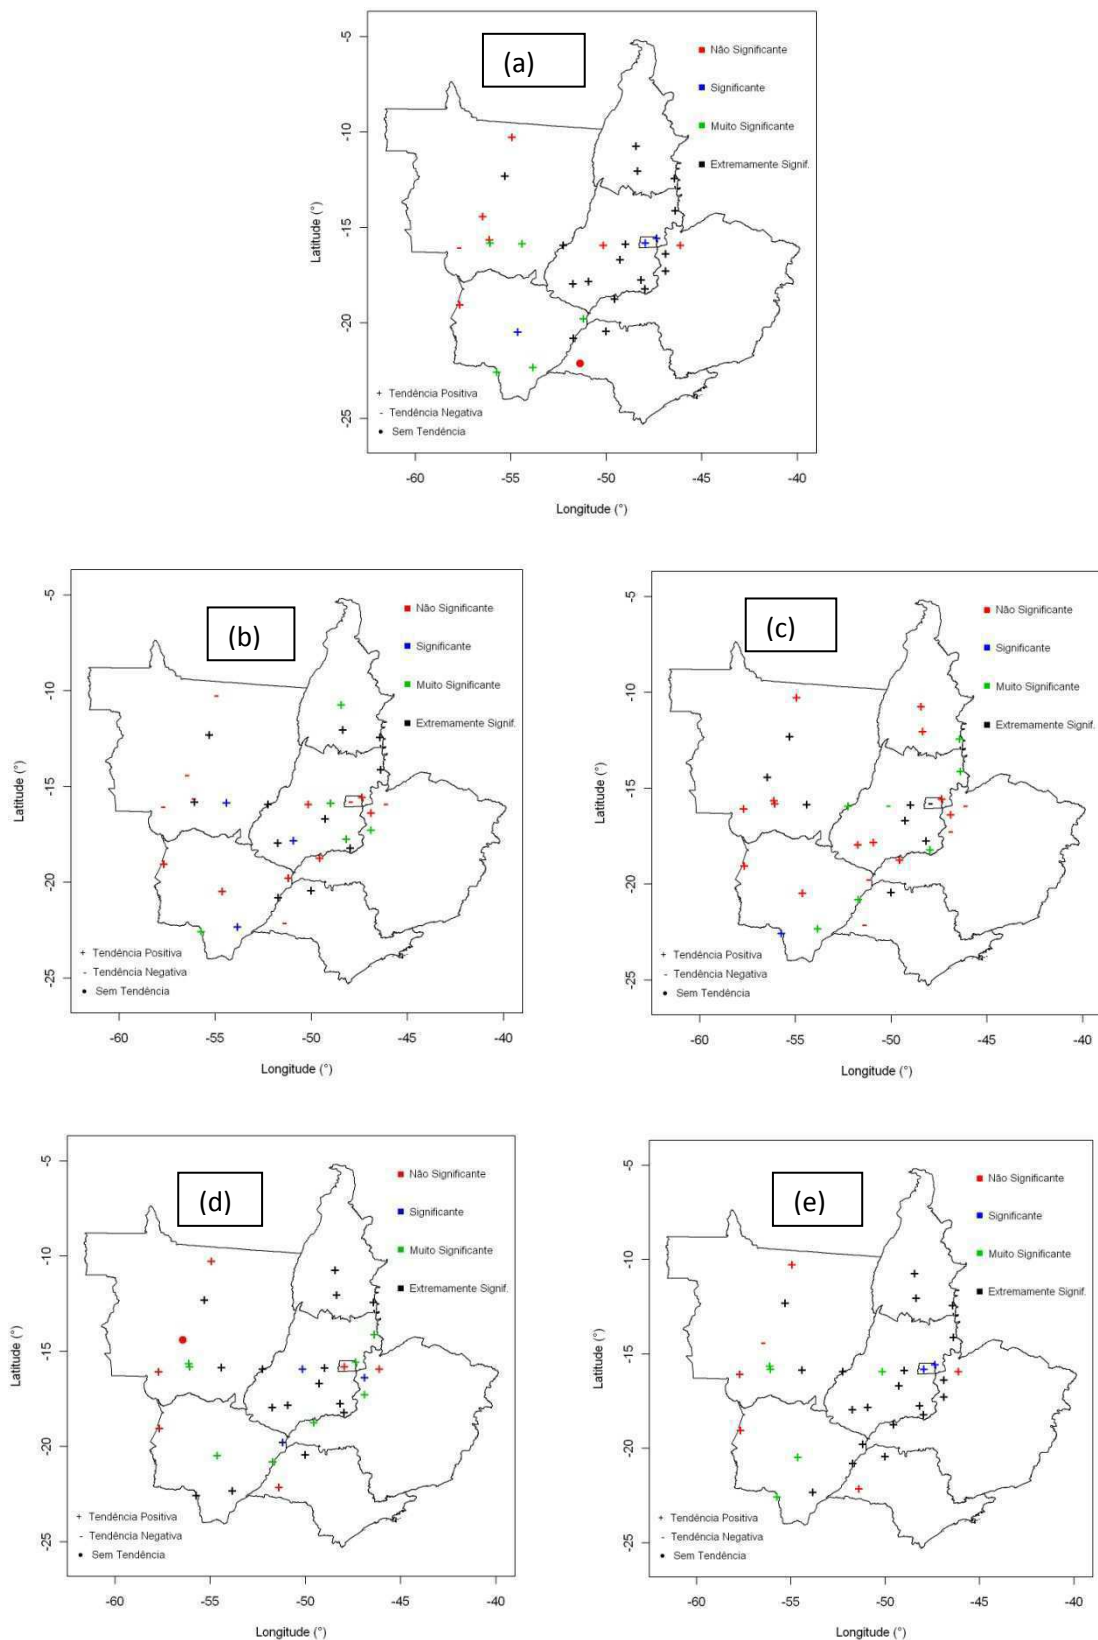 (a)
Não Significante
Significante
Muito Significante
Extremamente Signif.
Latitude (°)
-5
-10
-15
-20
-25
Tendência Positiva
Tendência Negativa
Sem Tendência
-60
-55
-50
-45
-40
Longitude (°)
(b)
Não Significante
Significante
Muito Significante
Extremamente Signif.
Latitude (°)
-5
-10
-15
-20
-25
Tendência Positiva
Tendência Negativa
Sem Tendência
-60
-55
-50
-45
-40
Longitude (°)
(c)
Não Significante
Significante
Muito Significante
Extremamente Signif.
Latitude (°)
-5
-10
-15
-20
-25
Tendência Positiva
Tendência Negativa
Sem Tendência
-60
-55
-50
-45
-40
Longitude (°)
(d)
Não Significante
Significante
Muito Significante
Extremamente Signif.
Latitude (°)
-5
-10
-15
-20
-25
Tendência Positiva
Tendência Negativa
Sem Tendência
-60
-55
-50
-45
-40
Longitude (°)
(e)
Não Significante
Significante
Muito Significante
Extremamente Signif.
Latitude (°)
-5
-10
-15
-20
-25
Tendência Positiva
Tendência Negativa
Sem Tendência
-60
-55
-50
-45
-40
Longitude (°)